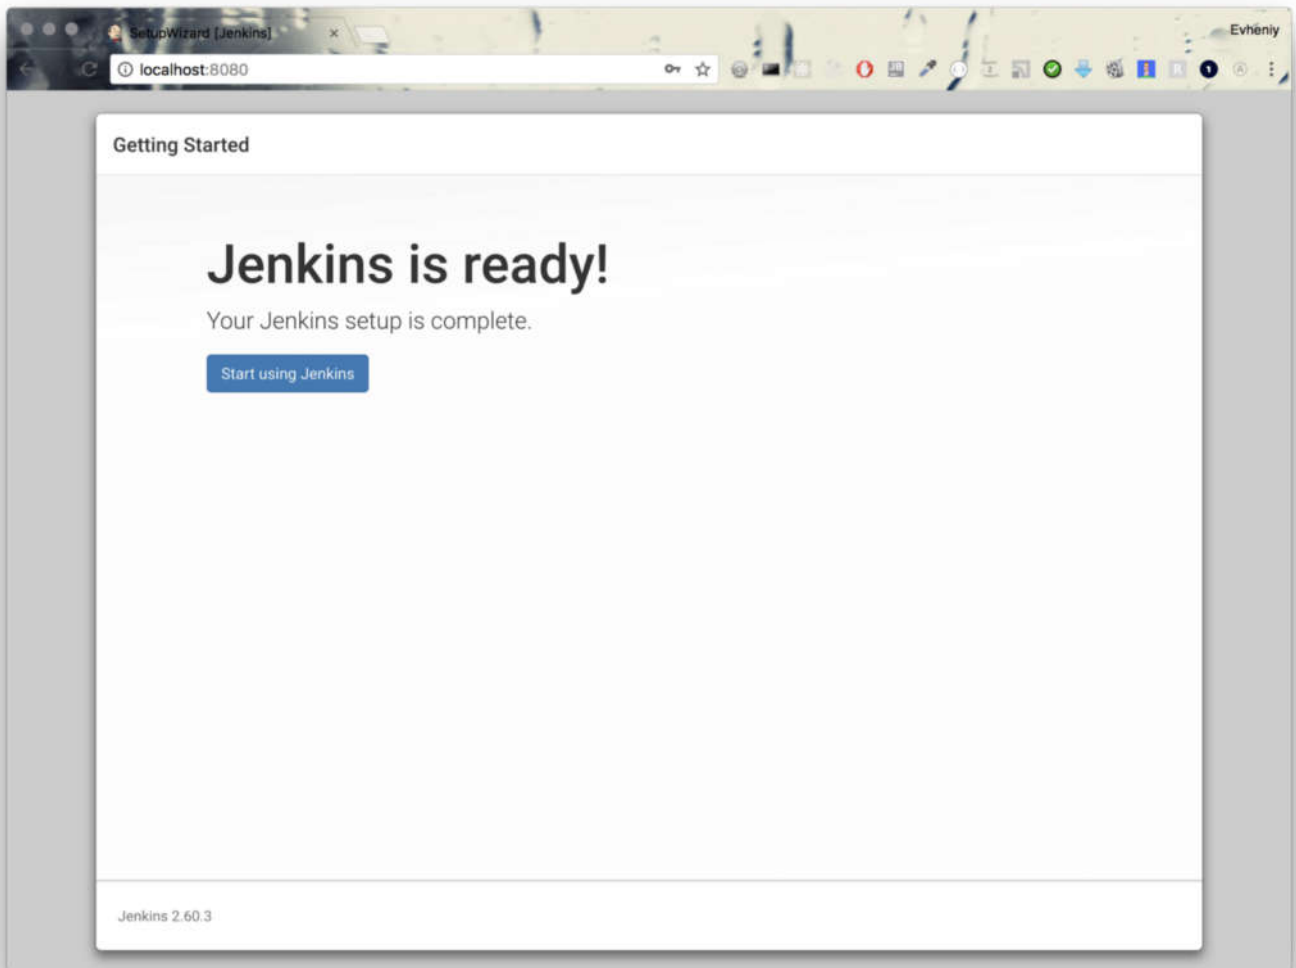 SetupWizard [Jenkins]
Evheniy
localhost:8080
Getting Started
Jenkins is ready!
Your Jenkins setup is complete.
Start using Jenkins
Jenkins 2.60.3